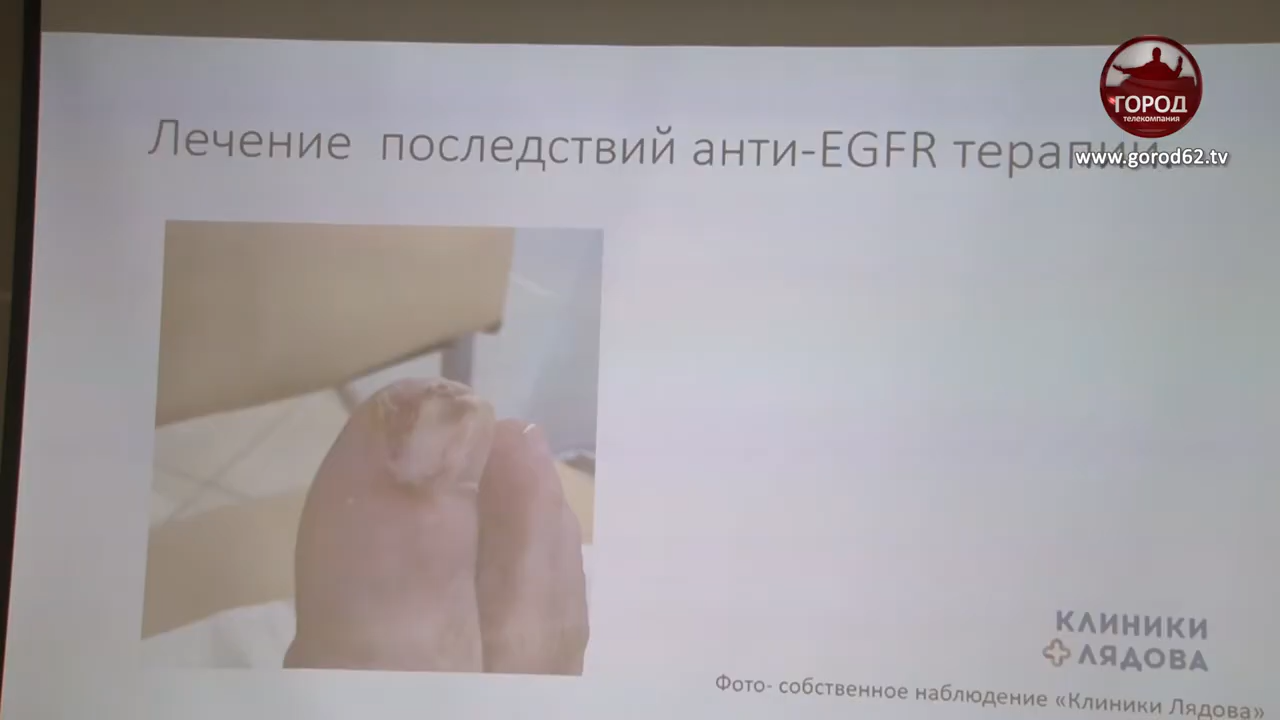 ГОРОД
телекомпания
www.gorod62.tv
Лечение последствий анти-EGFR терапии.
КЛИНИКИ
ЛЯДОВА
Фото- собственное наблюдение «Клиники Лядова»